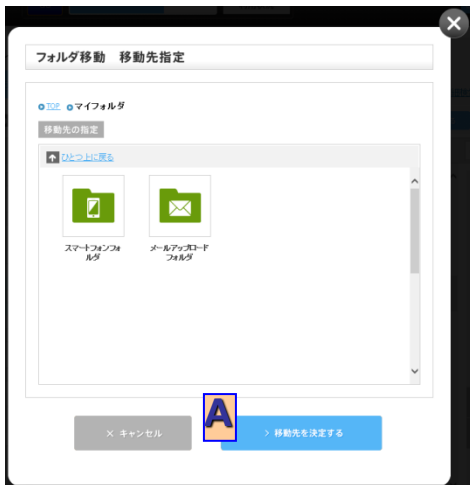 フォルダ移動　移動先指定
TOP マイフォルダ
移動先の指定
ひとつ上に戻る
スマートフォンフォ
ルダ
メールアップロード
フォルダ
A
× キャンセル
> 移動先を決定する